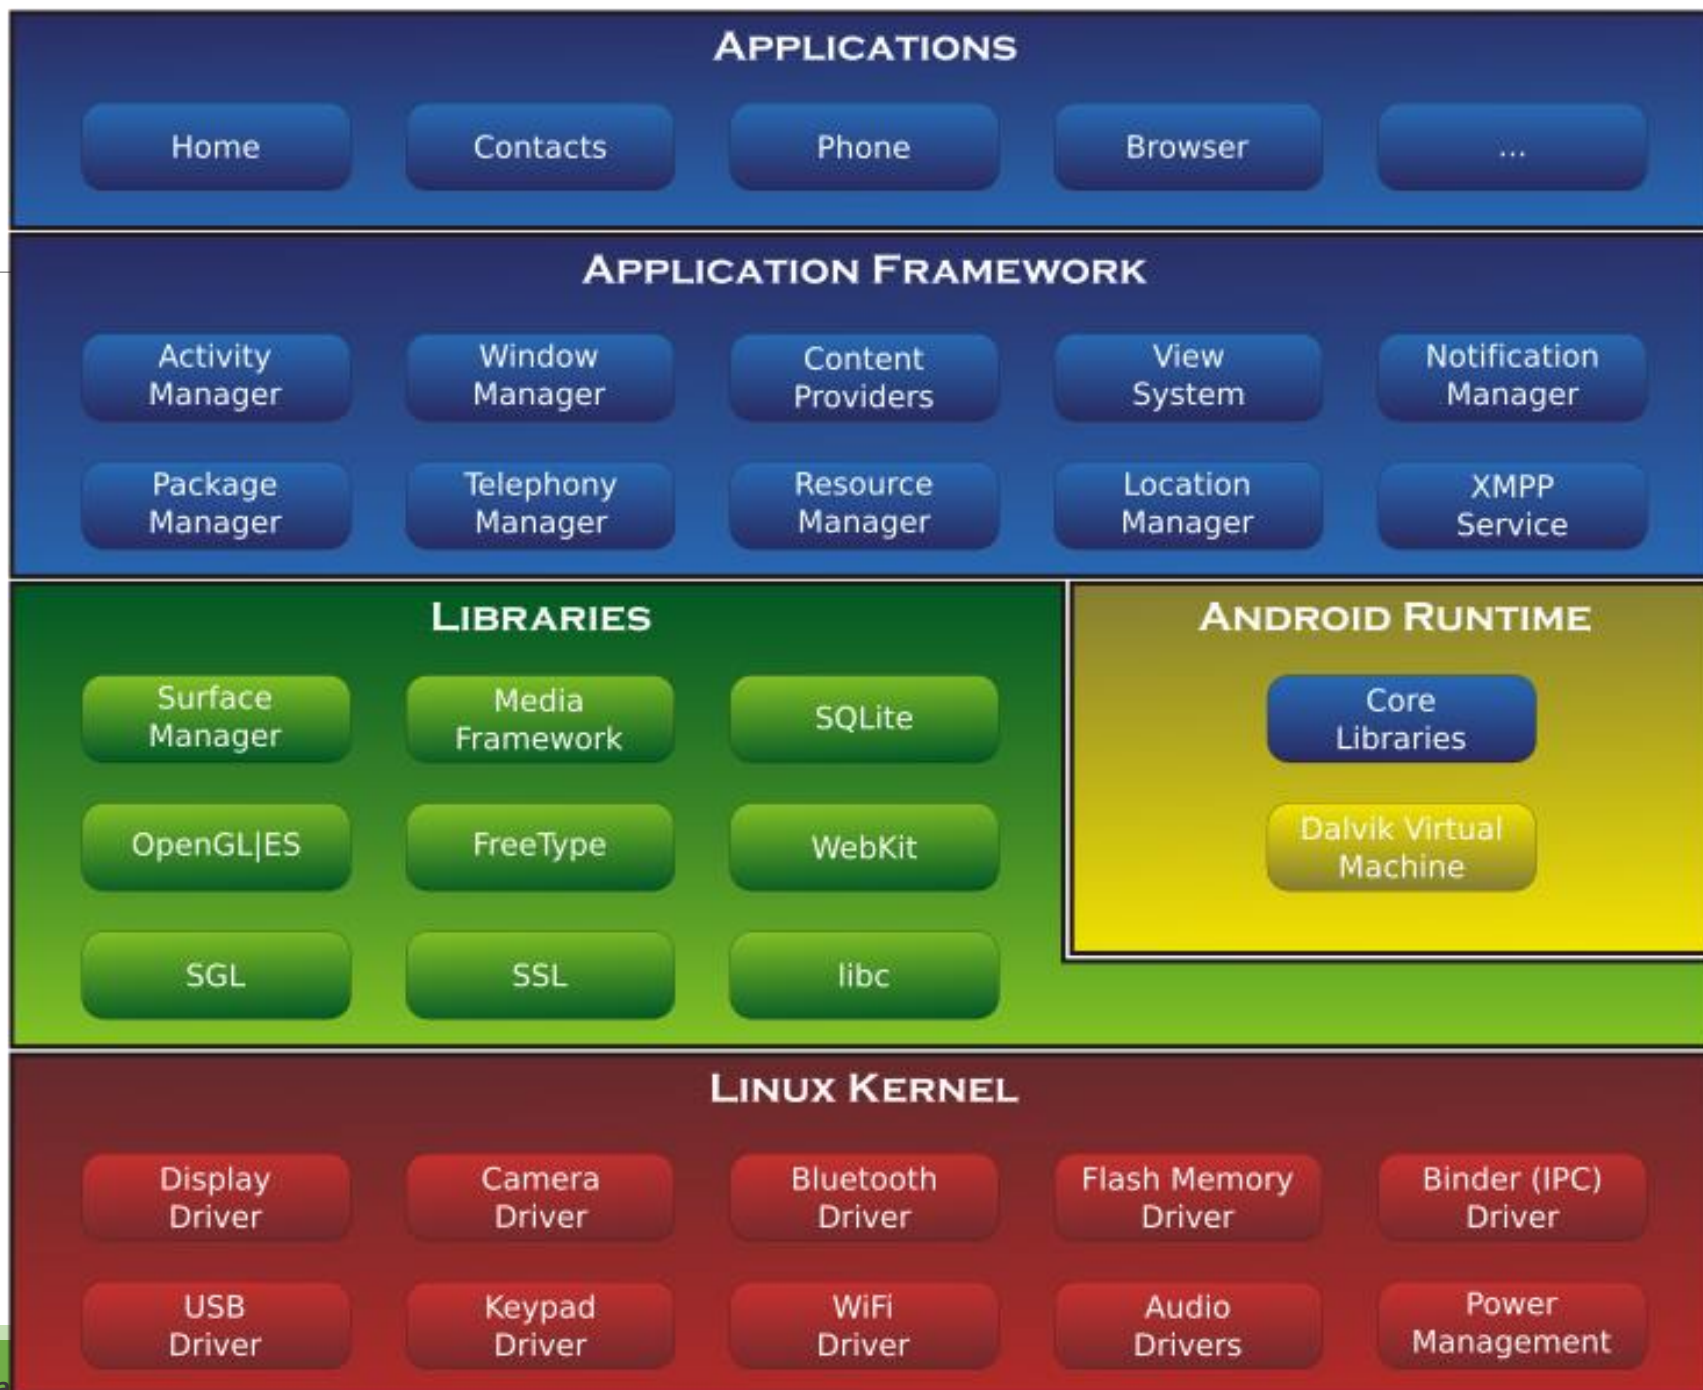 APPLICATIONS
Home
Contacts
Phone
Browser
...
APPLICATION FRAMEWORK
Activity
Manager
Window
Manager
Content
Providers
View
System
Notification
Manager
Package
Manager
Telephony
Manager
Resource
Manager
Location
Manager
XMPP
Service
LIBRARIES
Surface
Manager
Media
Framework
SQLite
OpenGL|ES
FreeType
WebKit
SGL
SSL
libc
ANDROID RUNTIME
Core
Libraries
Dalvik Virtual
Machine
LINUX KERNEL
Display
Driver
Camera
Driver
Bluetooth
Driver
Flash Memory
Driver
Binder (IPC)
Driver
USB
Driver
Keypad
Driver
WiFi
Driver
Audio
Drivers
Power
Management